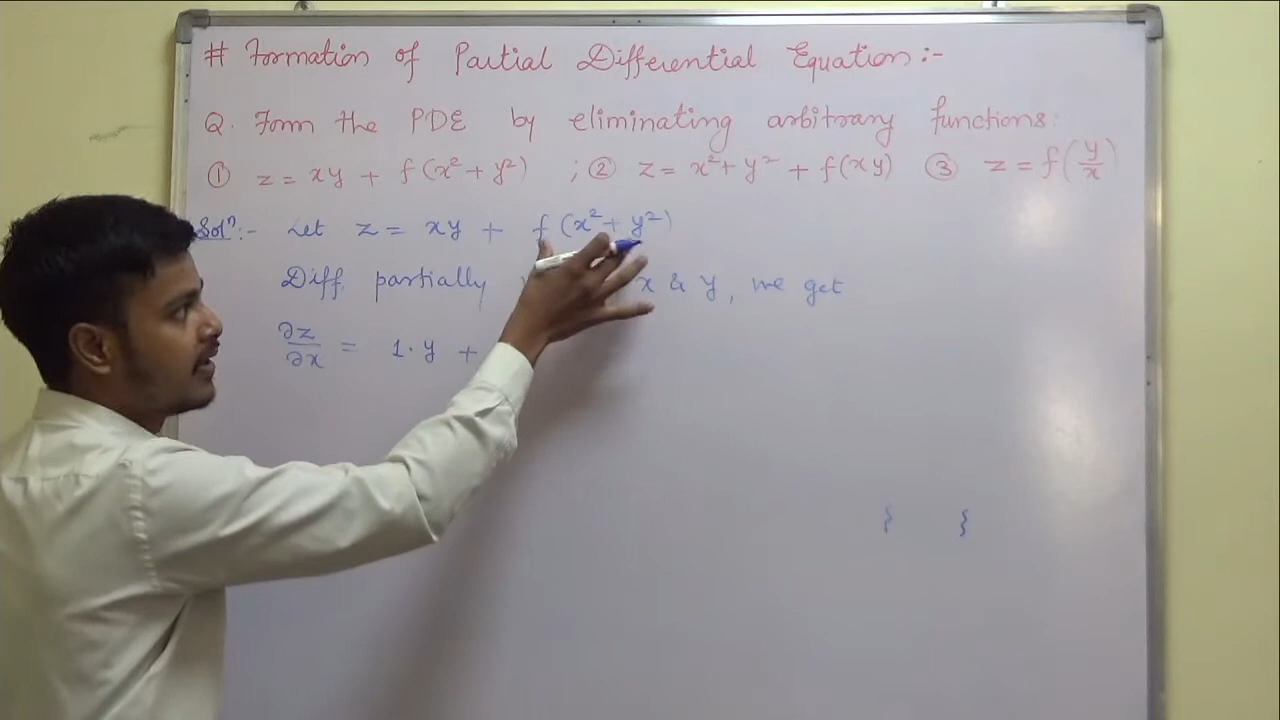 # Formation of Partial Differential Equation:-
Q. Form the PDE by eliminating arbitrary functions:
① z = xy + f(x² + y²) ; ② z = x² + y² + f(xy) ③ z = f(y/x)
Solⁿ:- Let z = xy + f(x² + y²)
Diff. partially x & y, we get
∂z/∂x = 1. y +
} }